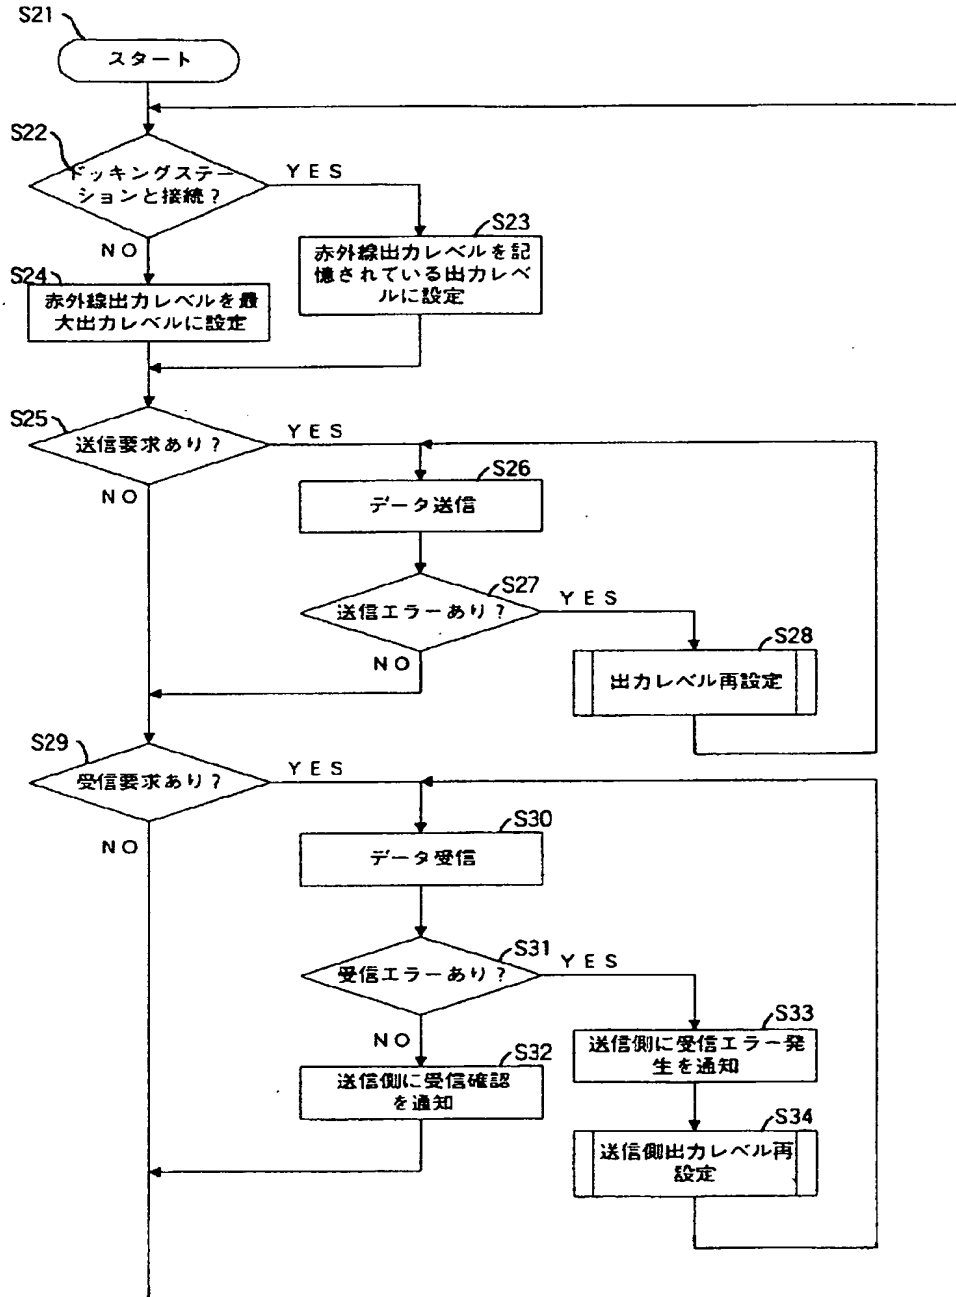 S21
スタート
S22
ドッキングステー
ションと接続?
YES
NO
S23
赤外線出力レベルを記
憶されている出力レベ
ルに設定
S24
赤外線出力レベルを最
大出力レベルに設定
S25
送信要求あり?
YES
NO
S26
データ送信
S27
送信エラーあり?
YES
NO
S28
出力レベル再設定
S29
受信要求あり?
YES
NO
S30
データ受信
S31
受信エラーあり?
YES
NO
S32
送信側に受信確認
を通知
S33
送信側に受信エラー発
生を通知
S34
送信側出力レベル再
設定